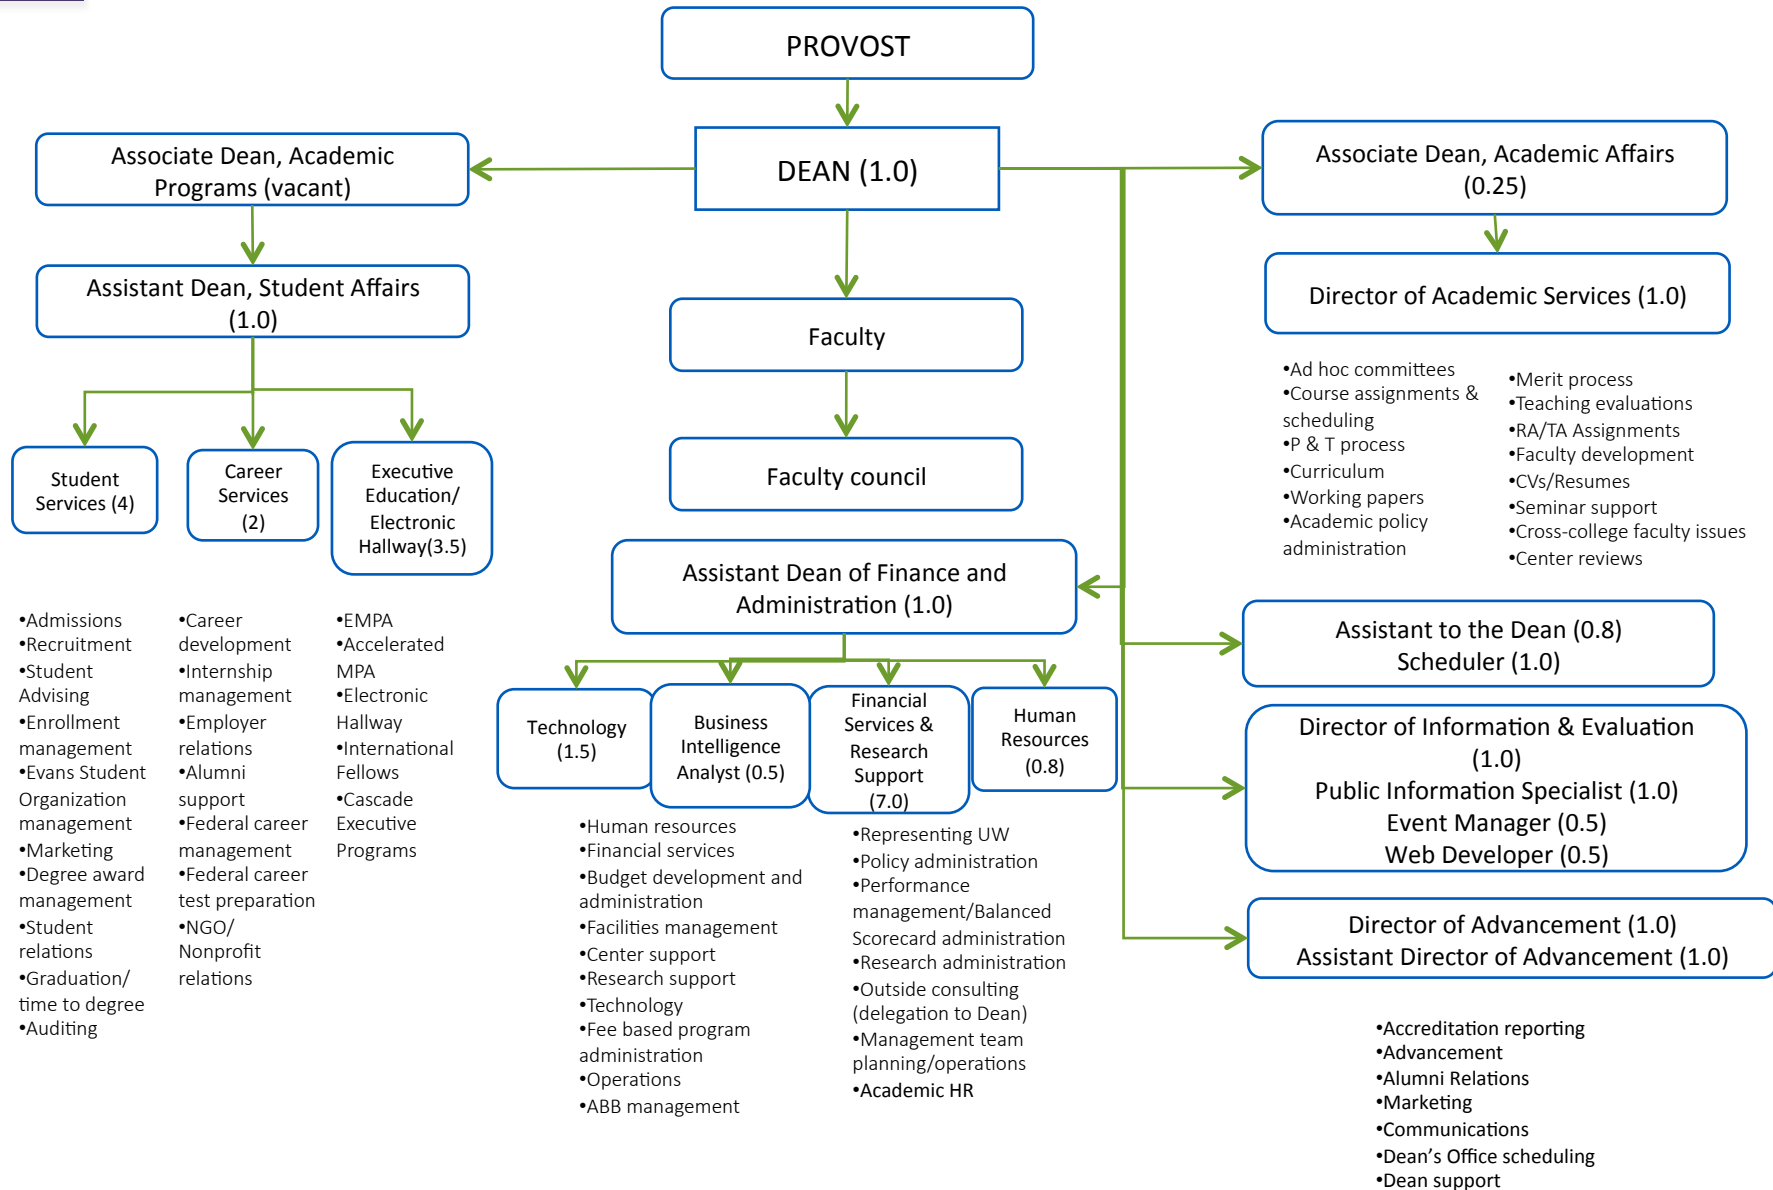 PROVOST
DEAN (1.0)
Associate Dean, Academic
Programs (vacant)
Associate Dean, Academic Affairs
(0.25)
Assistant Dean, Student Affairs
(1.0)
Director of Academic Services (1.0)
Faculty
Faculty council
Student
Services (4)
Career
Services
(2)
Executive
Education/
Electronic
Hallway(3.5)
•Ad hoc committees
•Course assignments &
scheduling
•P & T process
•Curriculum
•Working papers
•Academic policy
administration
•Merit process
•Teaching evaluations
•RA/TA Assignments
•Faculty development
•CVs/Resumes
•Seminar support
•Cross-college faculty issues
•Center reviews
Assistant Dean of Finance and
Administration (1.0)
Assistant to the Dean (0.8)
Scheduler (1.0)
•Admissions
•Recruitment
•Student
Advising
•Enrollment
management
•Evans Student
Organization
management
•Marketing
•Degree award
management
•Student
relations
•Graduation/
time to degree
•Auditing
•Career
development
•Internship
management
•Employer
relations
•Alumni
support
•Federal career
management
•Federal career
test preparation
•NGO/
Nonprofit
relations
•EMPA
•Accelerated
MPA
•Electronic
Hallway
•International
Fellows
•Cascade
Executive
Programs
Technology
(1.5)
Business
Intelligence
Analyst (0.5)
Financial
Services &
Research
Support
(7.0)
Human
Resources
(0.8)
Director of Information & Evaluation
(1.0)
Public Information Specialist (1.0)
Event Manager (0.5)
Web Developer (0.5)
•Human resources
•Financial services
•Budget development and
administration
•Facilities management
•Center support
•Research support
•Technology
•Fee based program
administration
•Operations
•ABB management
•Representing UW
•Policy administration
•Performance
management/Balanced
Scorecard administration
•Research administration
•Outside consulting
(delegation to Dean)
•Management team
planning/operations
•Academic HR
Director of Advancement (1.0)
Assistant Director of Advancement (1.0)
•Accreditation reporting
•Advancement
•Alumni Relations
•Marketing
•Communications
•Dean's Office scheduling
•Dean support